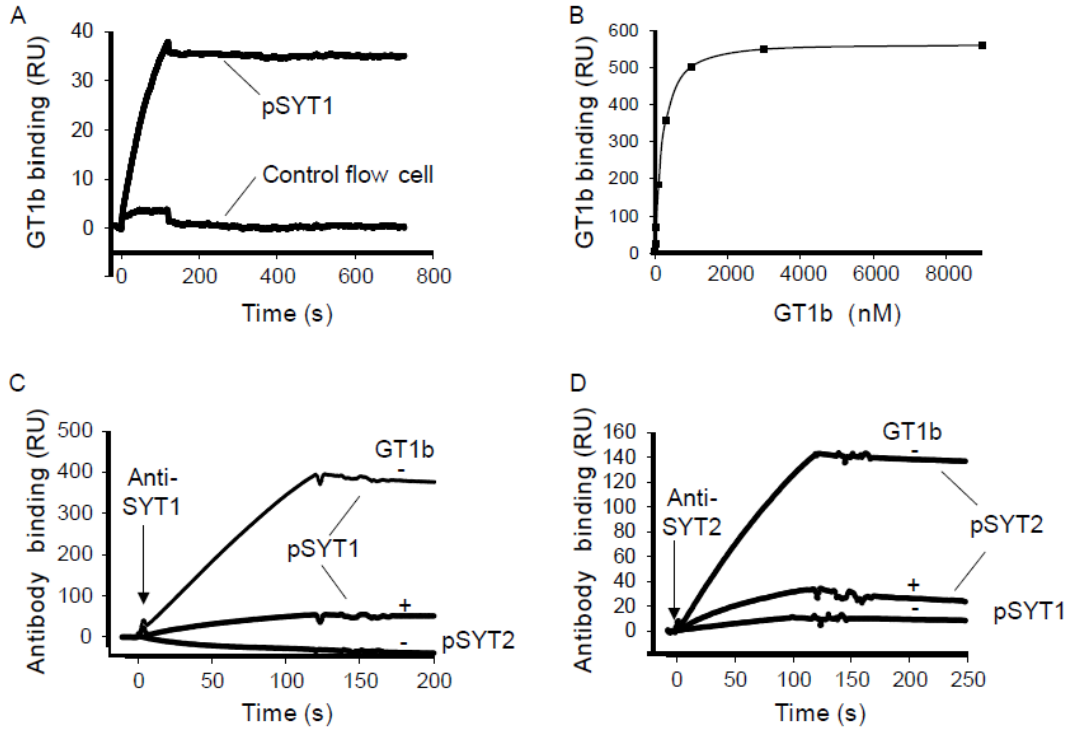 A
GT1b binding (RU)
40
30
20
10
0
pSYT1
Control flow cell
0 200 400 600 800
Time (s)
B
GT1b binding (RU)
600
500
400
300
200
100
0
0 2000 4000 6000 8000
GT1b (nM)
C
Antibody binding (RU)
500
400
300
200
100
0
Anti-
SYT1
GT1b
-
pSYT1
+
-
pSYT2
0 50 100 150 200
Time (s)
D
Antibody binding (RU)
160
140
120
100
80
60
40
20
0
Anti-
SYT2
GT1b
-
pSYT2
+
-
pSYT1
0 50 100 150 200 250
Time (s)